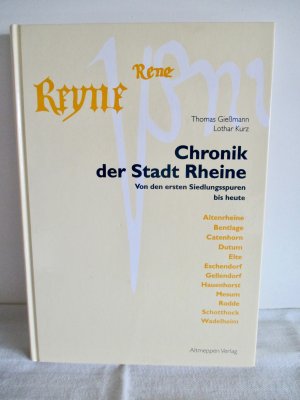 Rene
Reyne
Thomas Gießmann
Lothar Kurz
Chronik
der Stadt Rheine
Von den ersten Siedlungsspuren
bis heute
Altenrheine
Bentlage
Catenhorn
Dutum
Elte
Eschendorf
Gellendorf
Hauenhorst
Mesum
Rodde
Schotthock
Wadelheim
Altmeppen Verlag